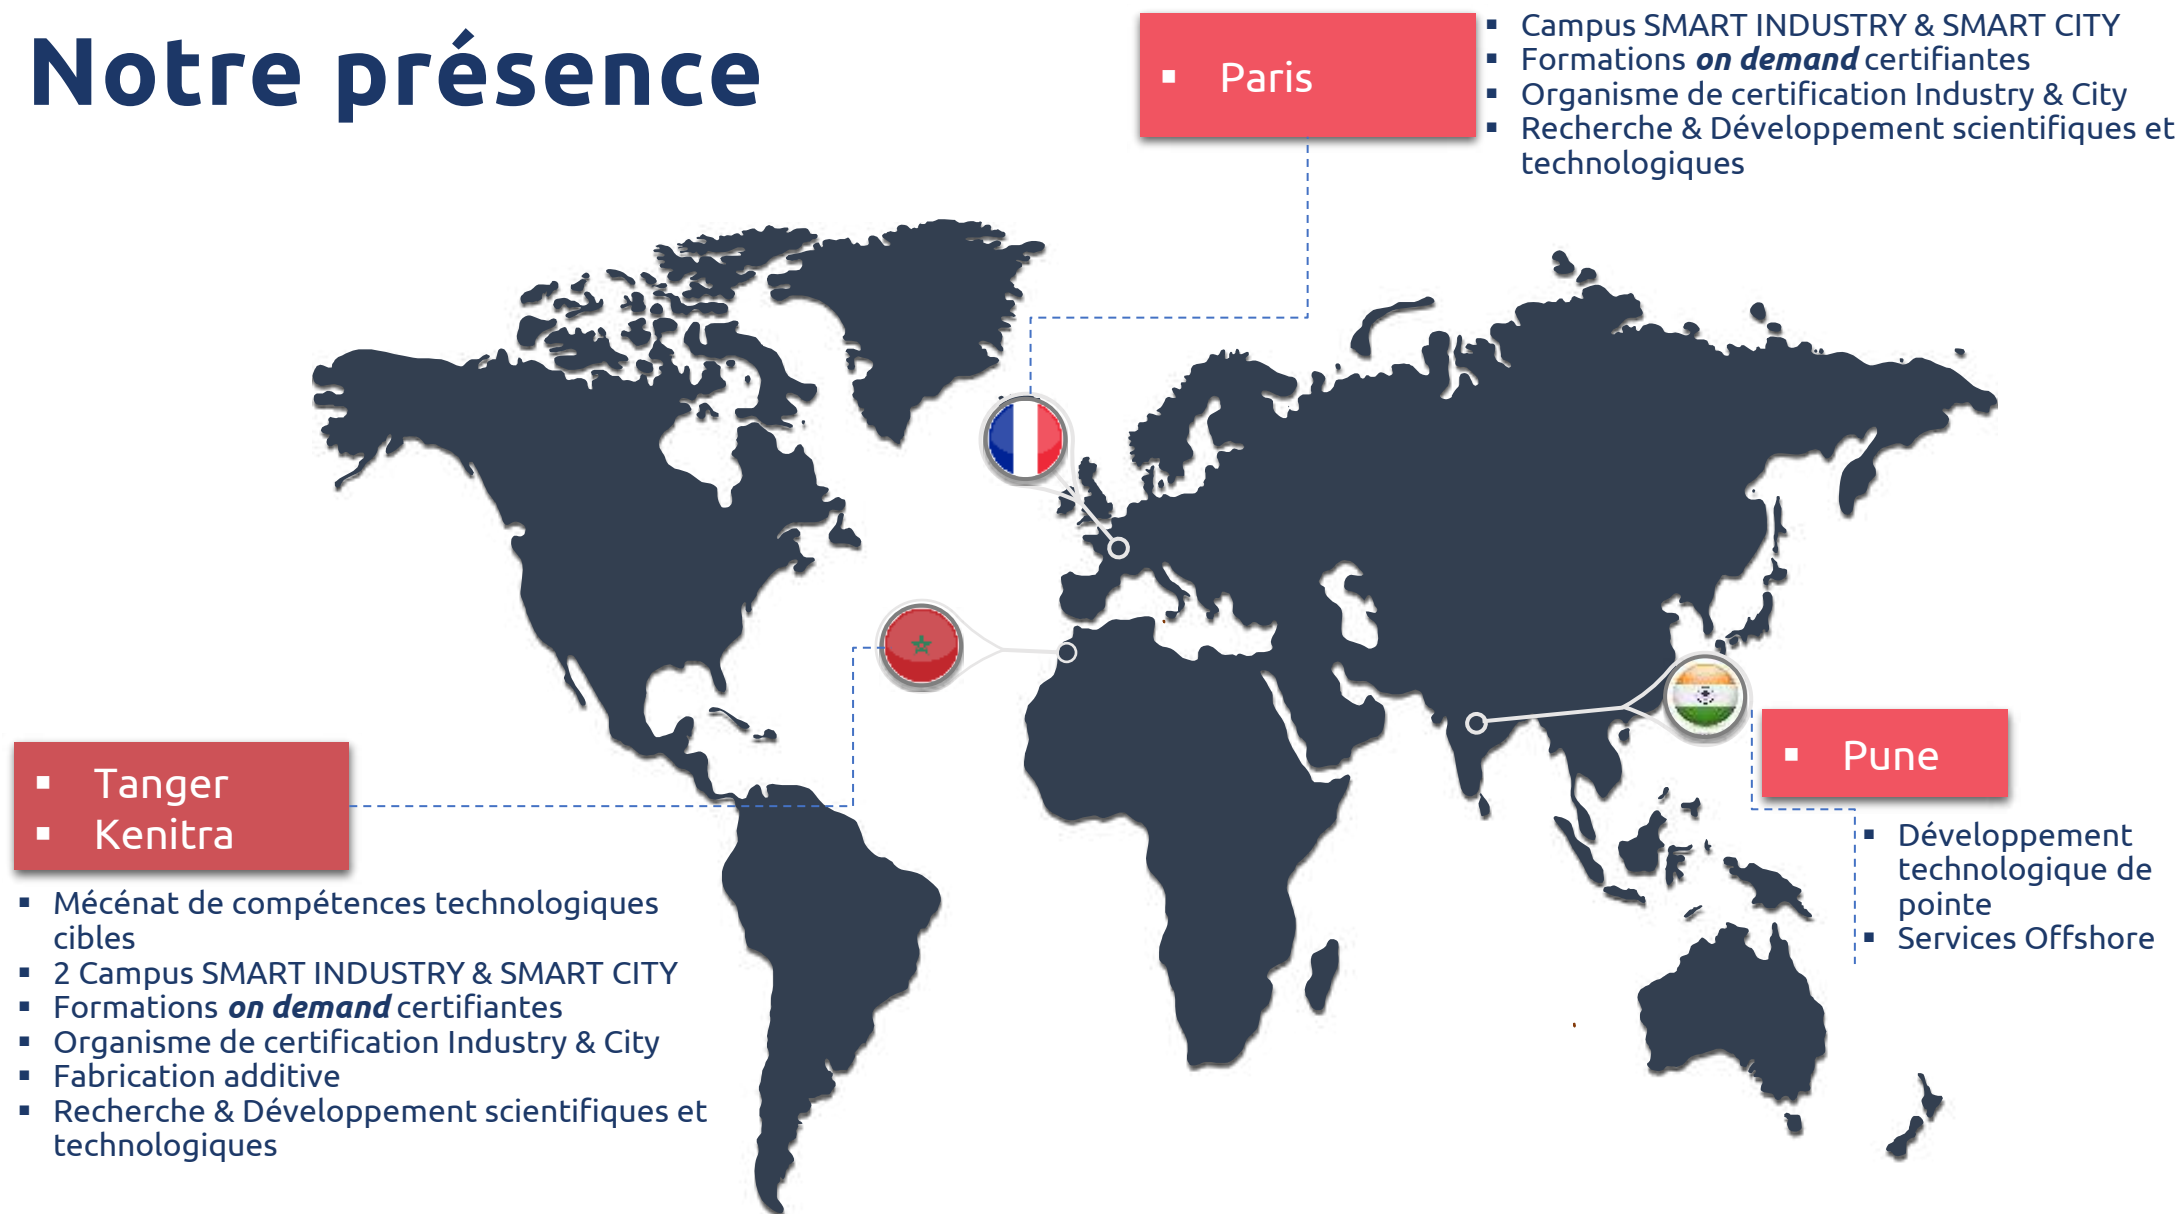 Notre présence
▪ Paris
▪ Campus SMART INDUSTRY & SMART CITY
▪ Formations on demand certifiantes
▪ Organisme de certification Industry & City
▪ Recherche & Développement scientifiques et
technologiques
▪ Tanger
▪ Kenitra
▪ Mécénat de compétences technologiques
cibles
▪ 2 Campus SMART INDUSTRY & SMART CITY
▪ Formations on demand certifiantes
▪ Organisme de certification Industry & City
▪ Fabrication additive
▪ Recherche & Développement scientifiques et
technologiques
▪ Pune
▪ Développement
technologique de
pointe
▪ Services Offshore